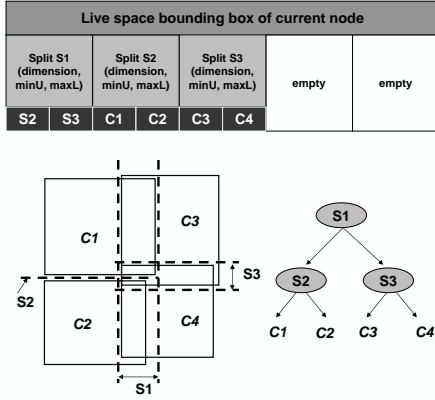 Live space bounding box of current node
Split S1 (dimension, minU, maxL)
Split S2 (dimension, minU, maxL)
Split S3 (dimension, minU, maxL)
empty
empty
S2 S3 C1 C2 C3 C4
C1
C3
S3
S2
C2
C4
S1
S1
S2 S3
C1 C2 C3 C4